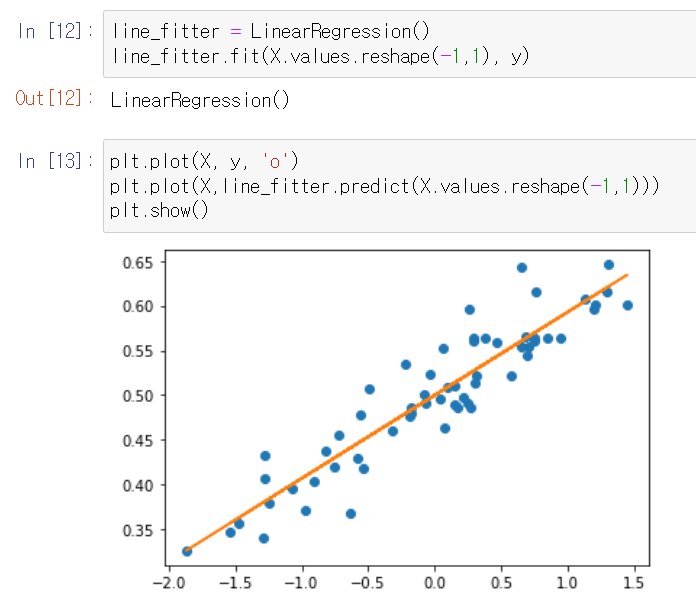 In [12]: line_fitter = LinearRegression()
line_fitter.fit(X.values.reshape(-1,1), y)
Out[12]: LinearRegression()
In [13]: plt.plot(X, y, 'o')
plt.plot(X,line_fitter.predict(X.values.reshape(-1,1)))
plt.show()
0.65
0.60
0.55
0.50
0.45
0.40
0.35
−2.0 −1.5 −1.0 −0.5 0.0 0.5 1.0 1.5